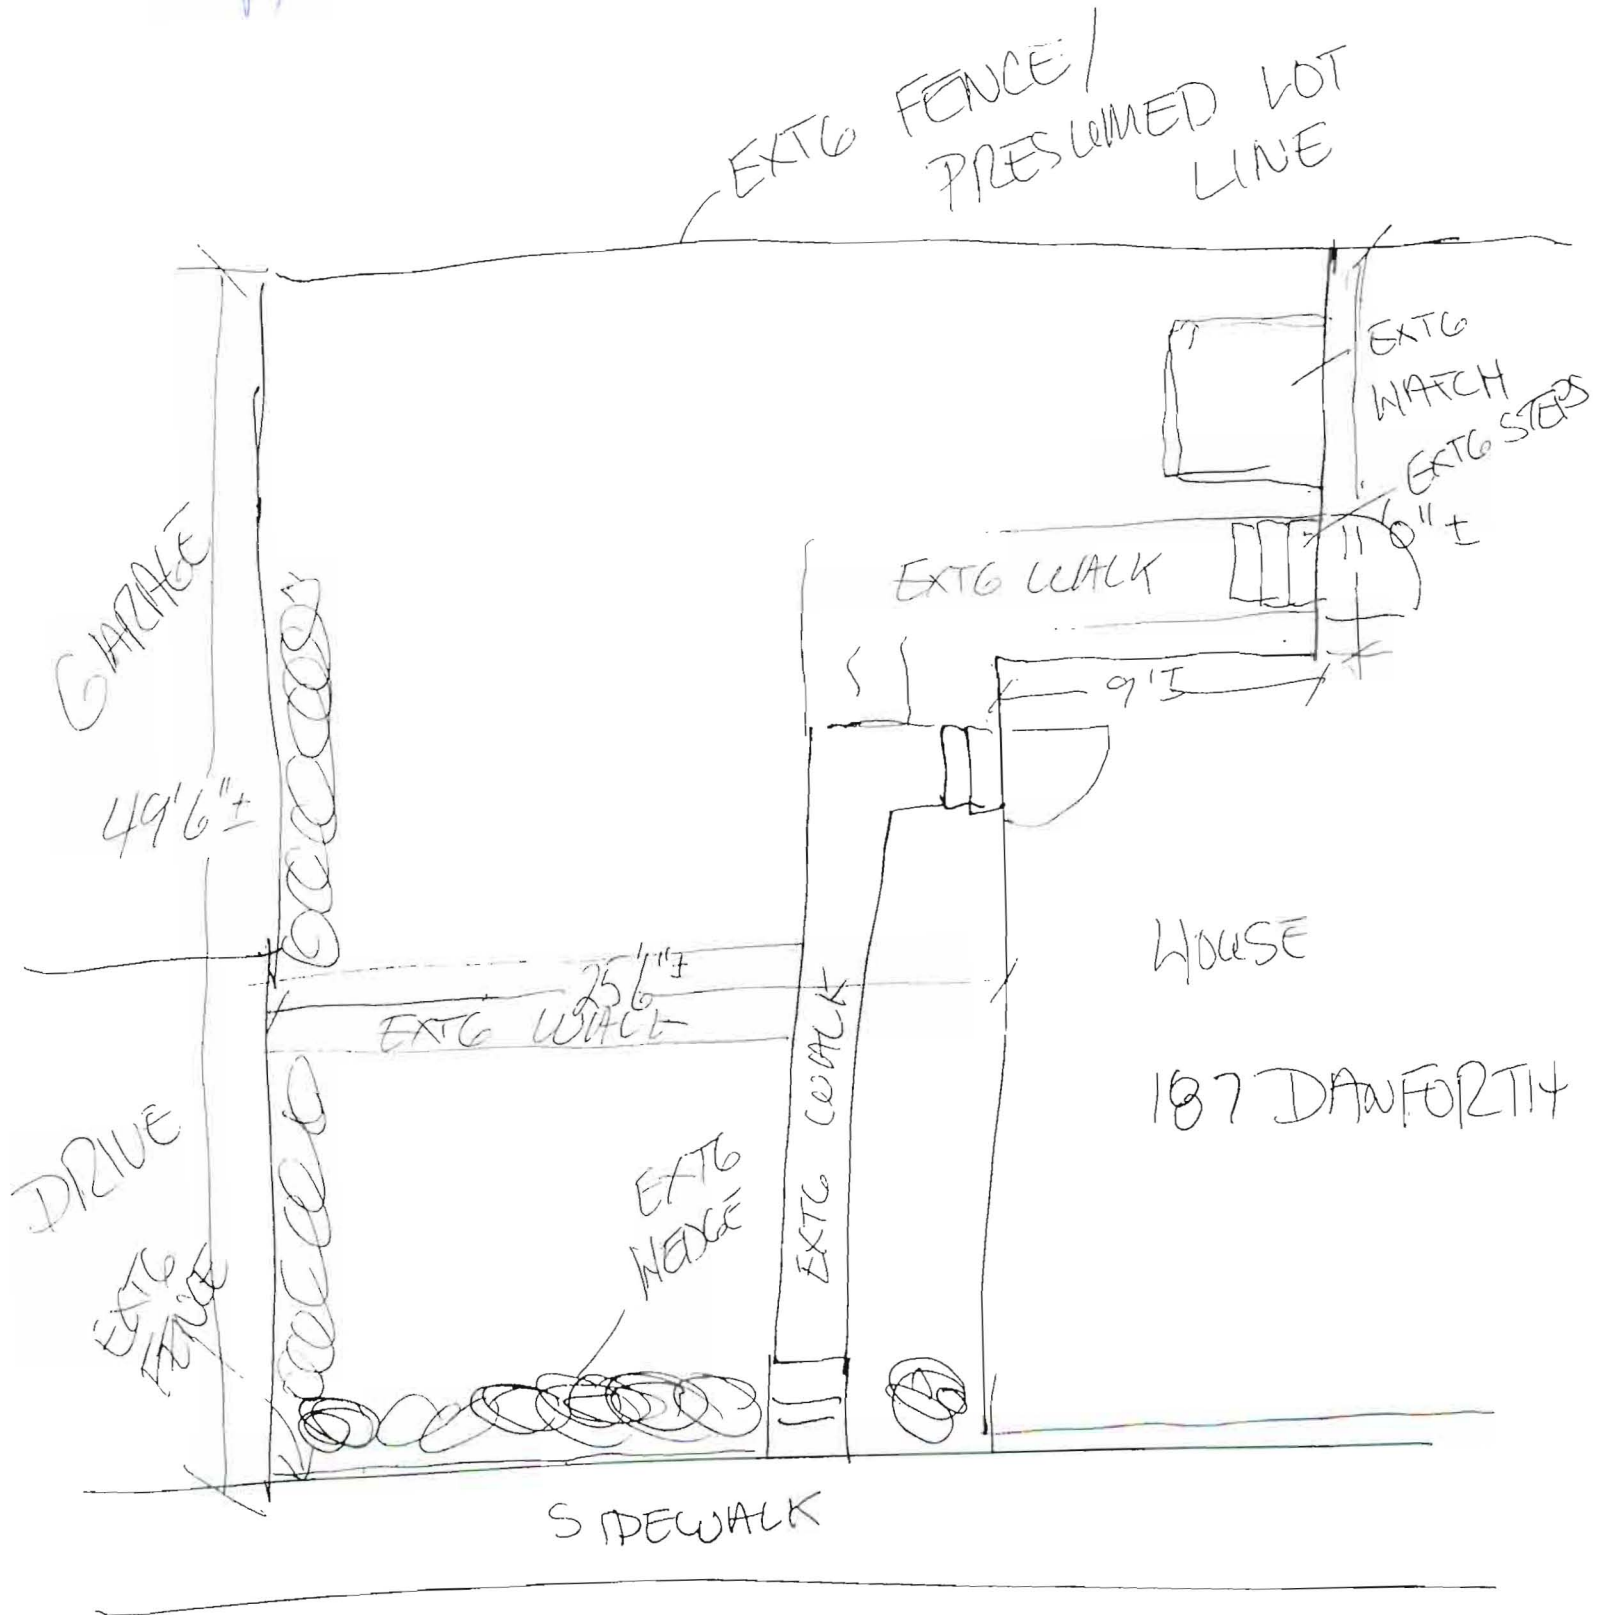 EXTG FENCE/
PRESUMED LOT
LINE
EXTG
HATCH
EXTG STEPS
6" ±
EXTG WALK
GARAGE
9'±
49'6"±
HOUSE
25'6"±
EXTG WALK
EXTG WALK
187 DANFORTH
DRIVE
EXTG
HEDGE
EXTG
FENCE
SIDEWALK